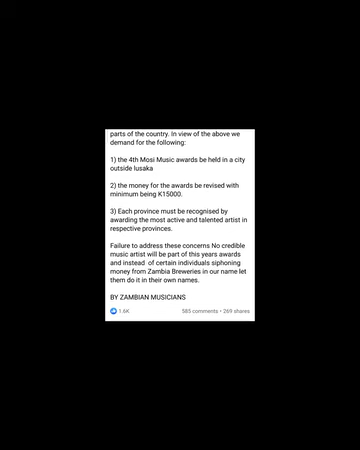 parts of the country. In view of the above we
demand for the following:
1) the 4th Mosi Music awards be held in a city
outside lusaka
2) the money for the awards be revised with
minimum being K15000.
3) Each province must be recognised by
awarding the most active and talented artist in
respective provinces.
Failure to address these concerns No credible
music artist will be part of this years awards
and instead of certain individuals siphoning
money from Zambia Breweries in our name let
them do it in their own names.
BY ZAMBIAN MUSICIANS
1.6K 585 comments • 269 shares